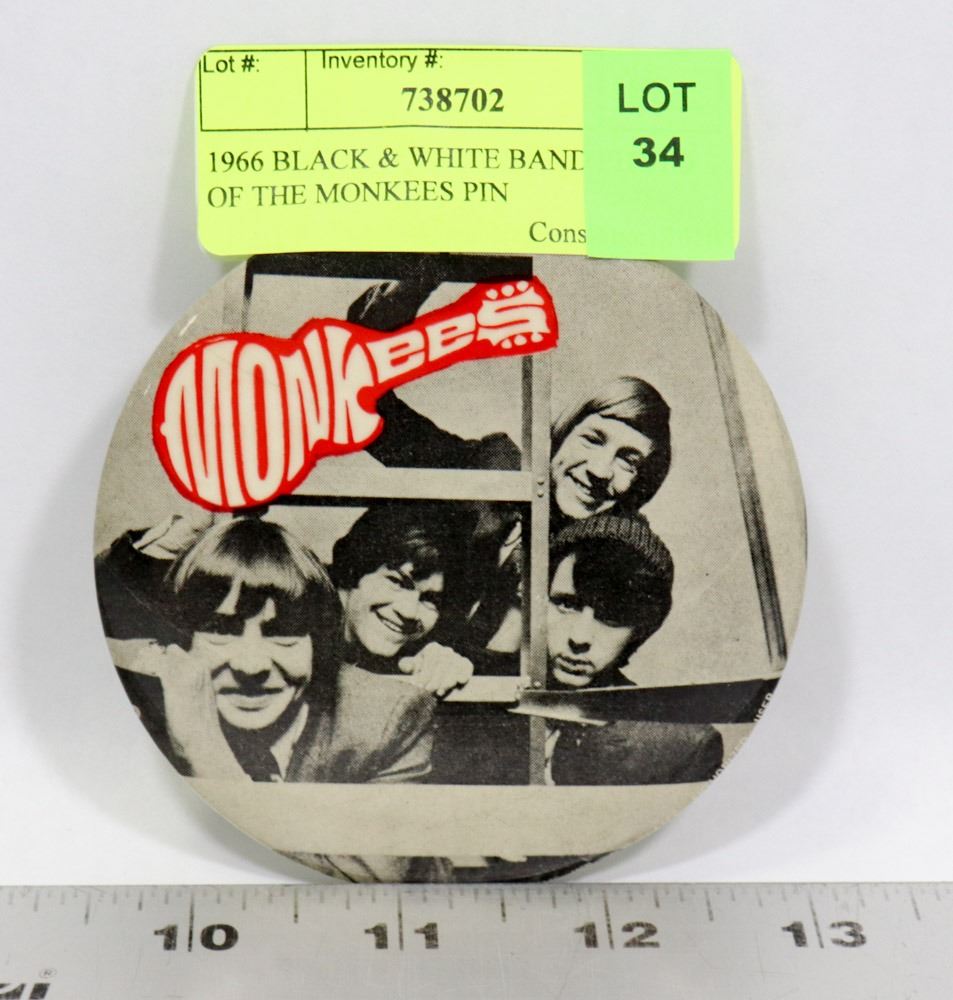 Lot #:
Inventory #:
738702
LOT
34
1966 BLACK & WHITE BAND
OF THE MONKEES PIN
Cons
MONKEES
10 11 12 13